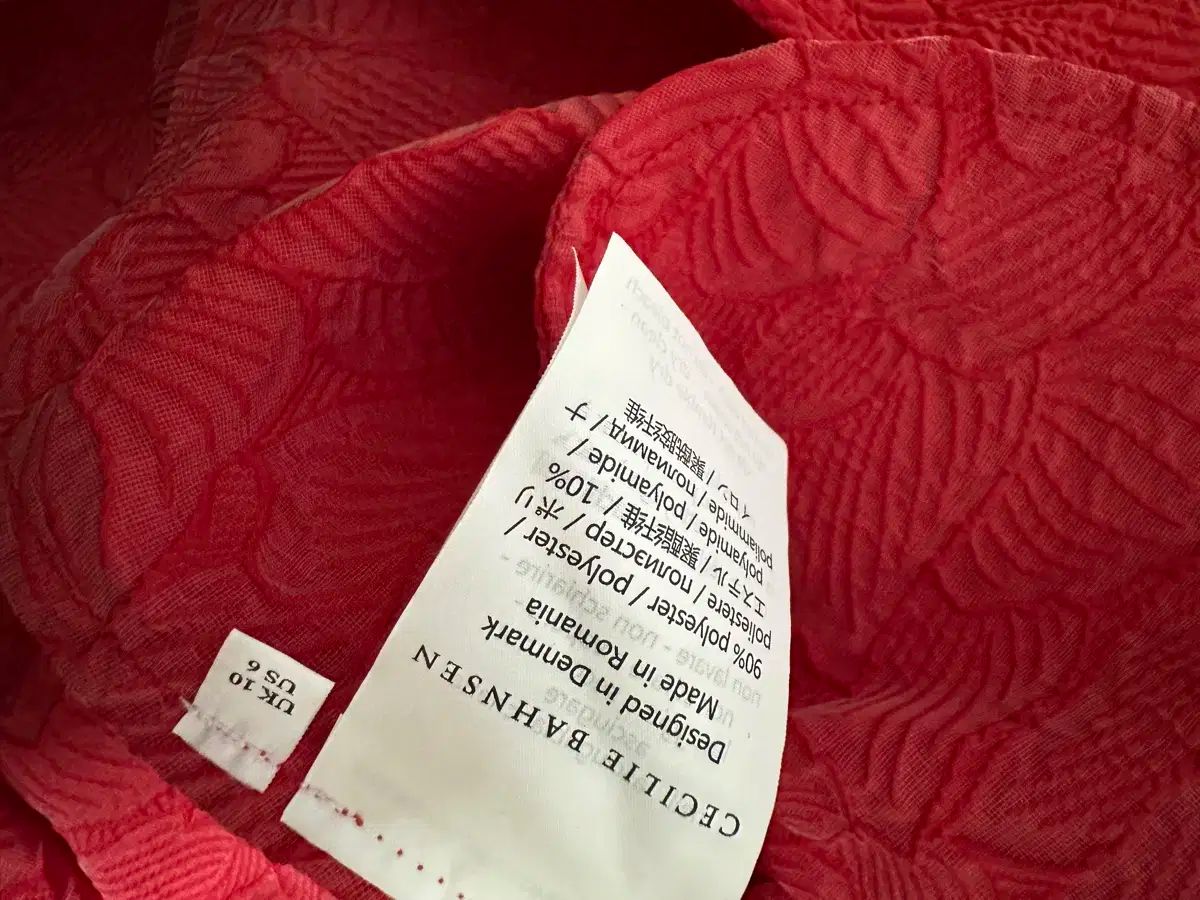 CECILIE BAHNSEN
Designed in Denmark
Made in Romania
90% polyester / polyester /
poliestere / полиэстер / ポリ
エステル / 聚酯纤维 / 10%
polyamide / polyamide /
poliammide / полиамид / ナ
イロン / 聚酰胺纤维
UK 10
US 6